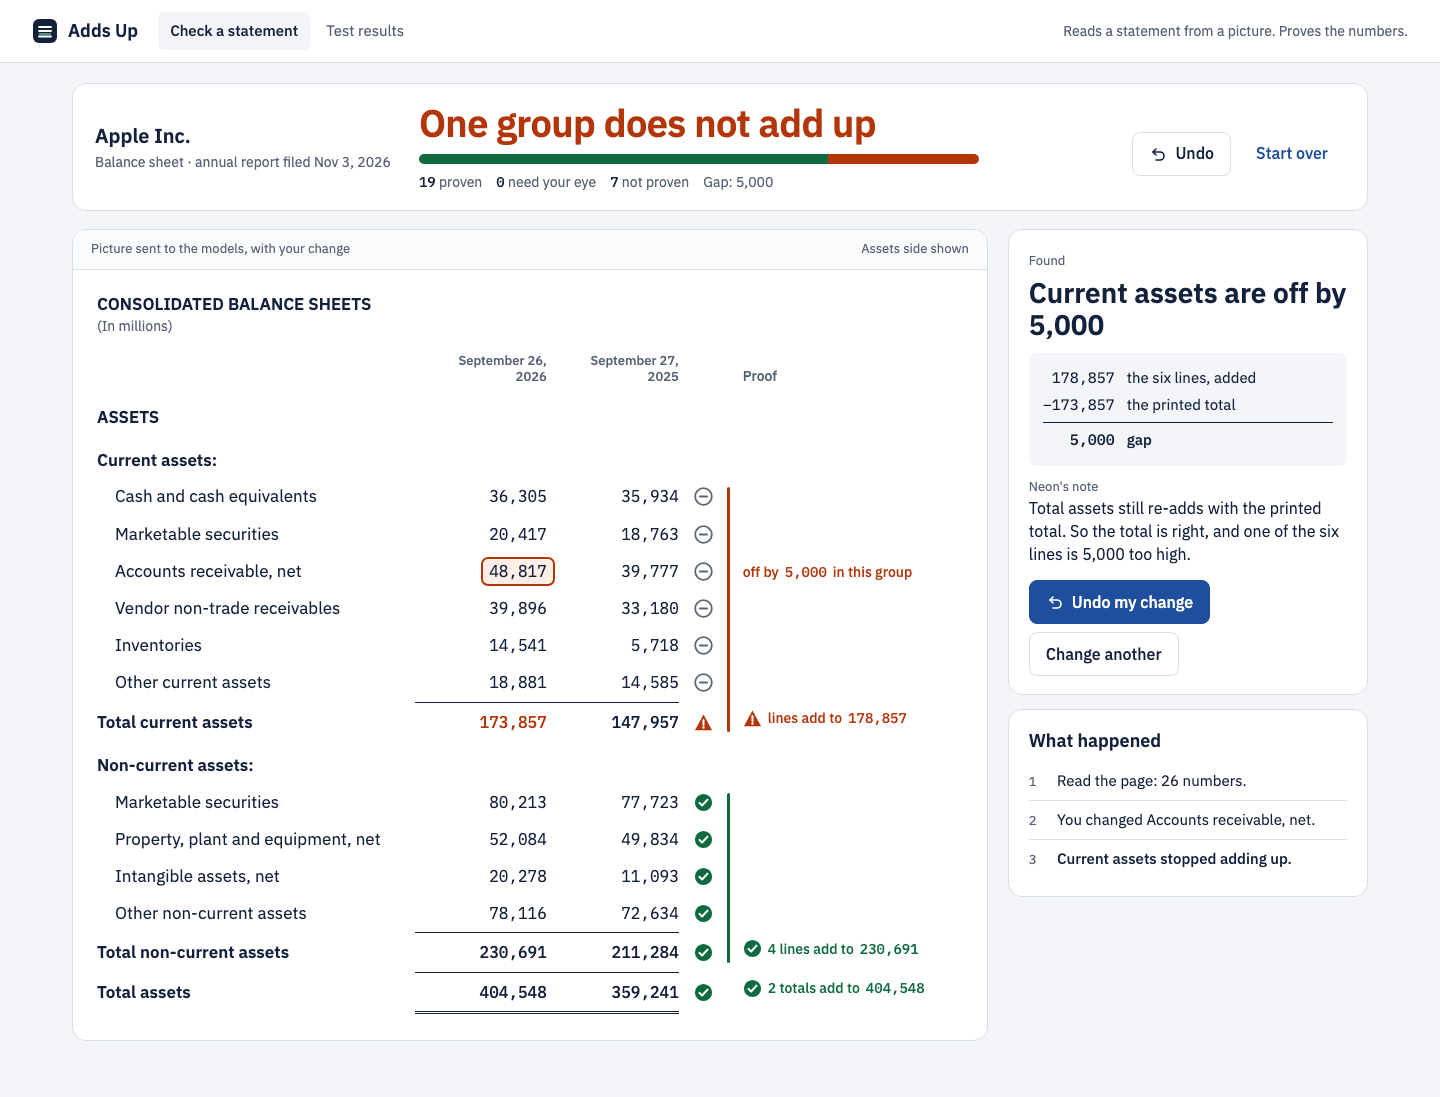 Adds Up
Check a statement
Test results
Reads a statement from a picture. Proves the numbers.
Apple Inc.
Balance sheet · annual report filed Nov 3, 2026
One group does not add up
19 proven 0 need your eye 7 not proven Gap: 5,000
Undo
Start over
Picture sent to the models, with your change
Assets side shown
CONSOLIDATED BALANCE SHEETS
(In millions)
September 26, 2026
September 27, 2025
Proof
ASSETS
Current assets:
Cash and cash equivalents 36,305 35,934
Marketable securities 20,417 18,763
Accounts receivable, net 48,817 39,777 off by 5,000 in this group
Vendor non-trade receivables 39,896 33,180
Inventories 14,541 5,718
Other current assets 18,881 14,585
Total current assets 173,857 147,957 lines add to 178,857
Non-current assets:
Marketable securities 80,213 77,723
Property, plant and equipment, net 52,084 49,834
Intangible assets, net 20,278 11,093
Other non-current assets 78,116 72,634
Total non-current assets 230,691 211,284 4 lines add to 230,691
Total assets 404,548 359,241 2 totals add to 404,548
Found
Current assets are off by
5,000
178,857 the six lines, added
−173,857 the printed total
5,000 gap
Neon's note
Total assets still re-adds with the printed
total. So the total is right, and one of the six
lines is 5,000 too high.
Undo my change
Change another
What happened
1 Read the page: 26 numbers.
2 You changed Accounts receivable, net.
3 Current assets stopped adding up.